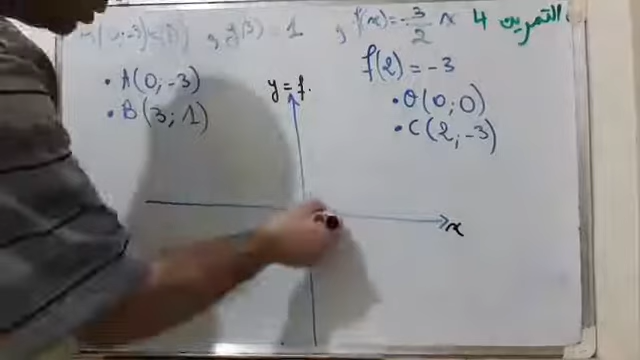 التمرين 4
f(x) = -3/2 x
g(3) = 1
f(2) = -3
• A(0; -3)
• B(3; 1)
y = f.
• O(0; 0)
• C(2; -3)
x